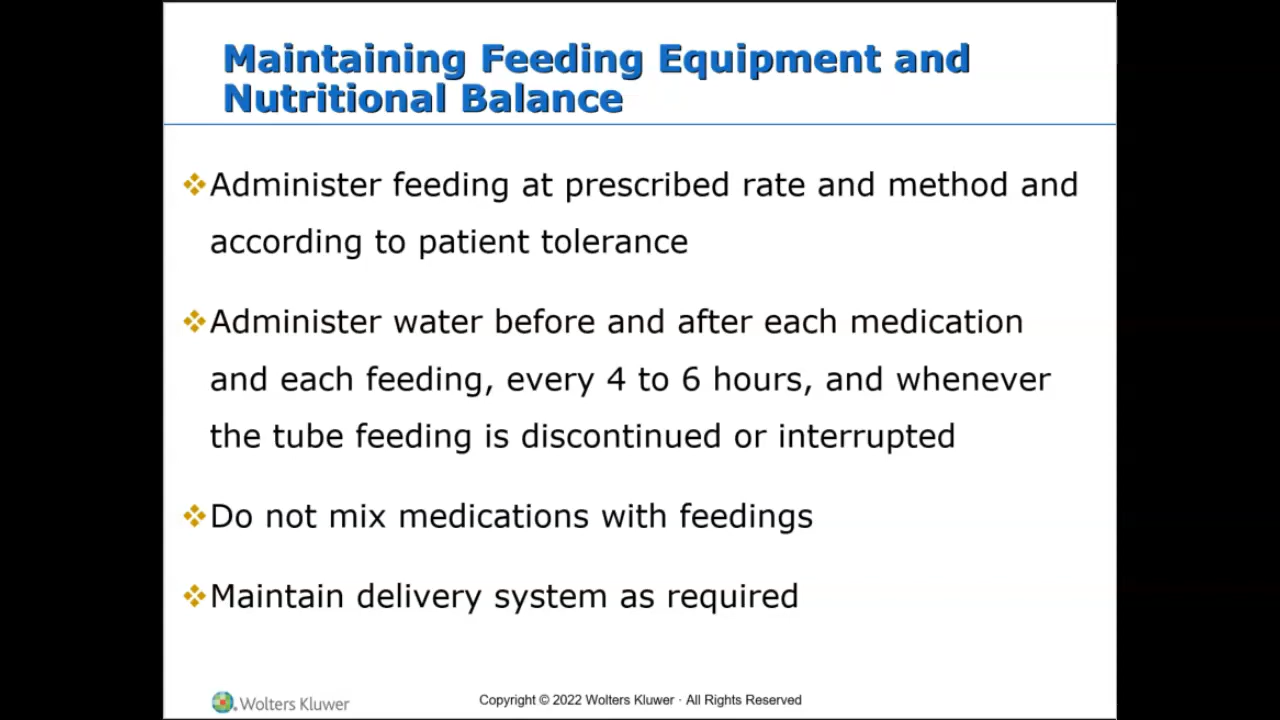 Maintaining Feeding Equipment and
Nutritional Balance
❖Administer feeding at prescribed rate and method and
according to patient tolerance
❖Administer water before and after each medication
and each feeding, every 4 to 6 hours, and whenever
the tube feeding is discontinued or interrupted
❖Do not mix medications with feedings
❖Maintain delivery system as required
Wolters Kluwer
Copyright © 2022 Wolters Kluwer · All Rights Reserved